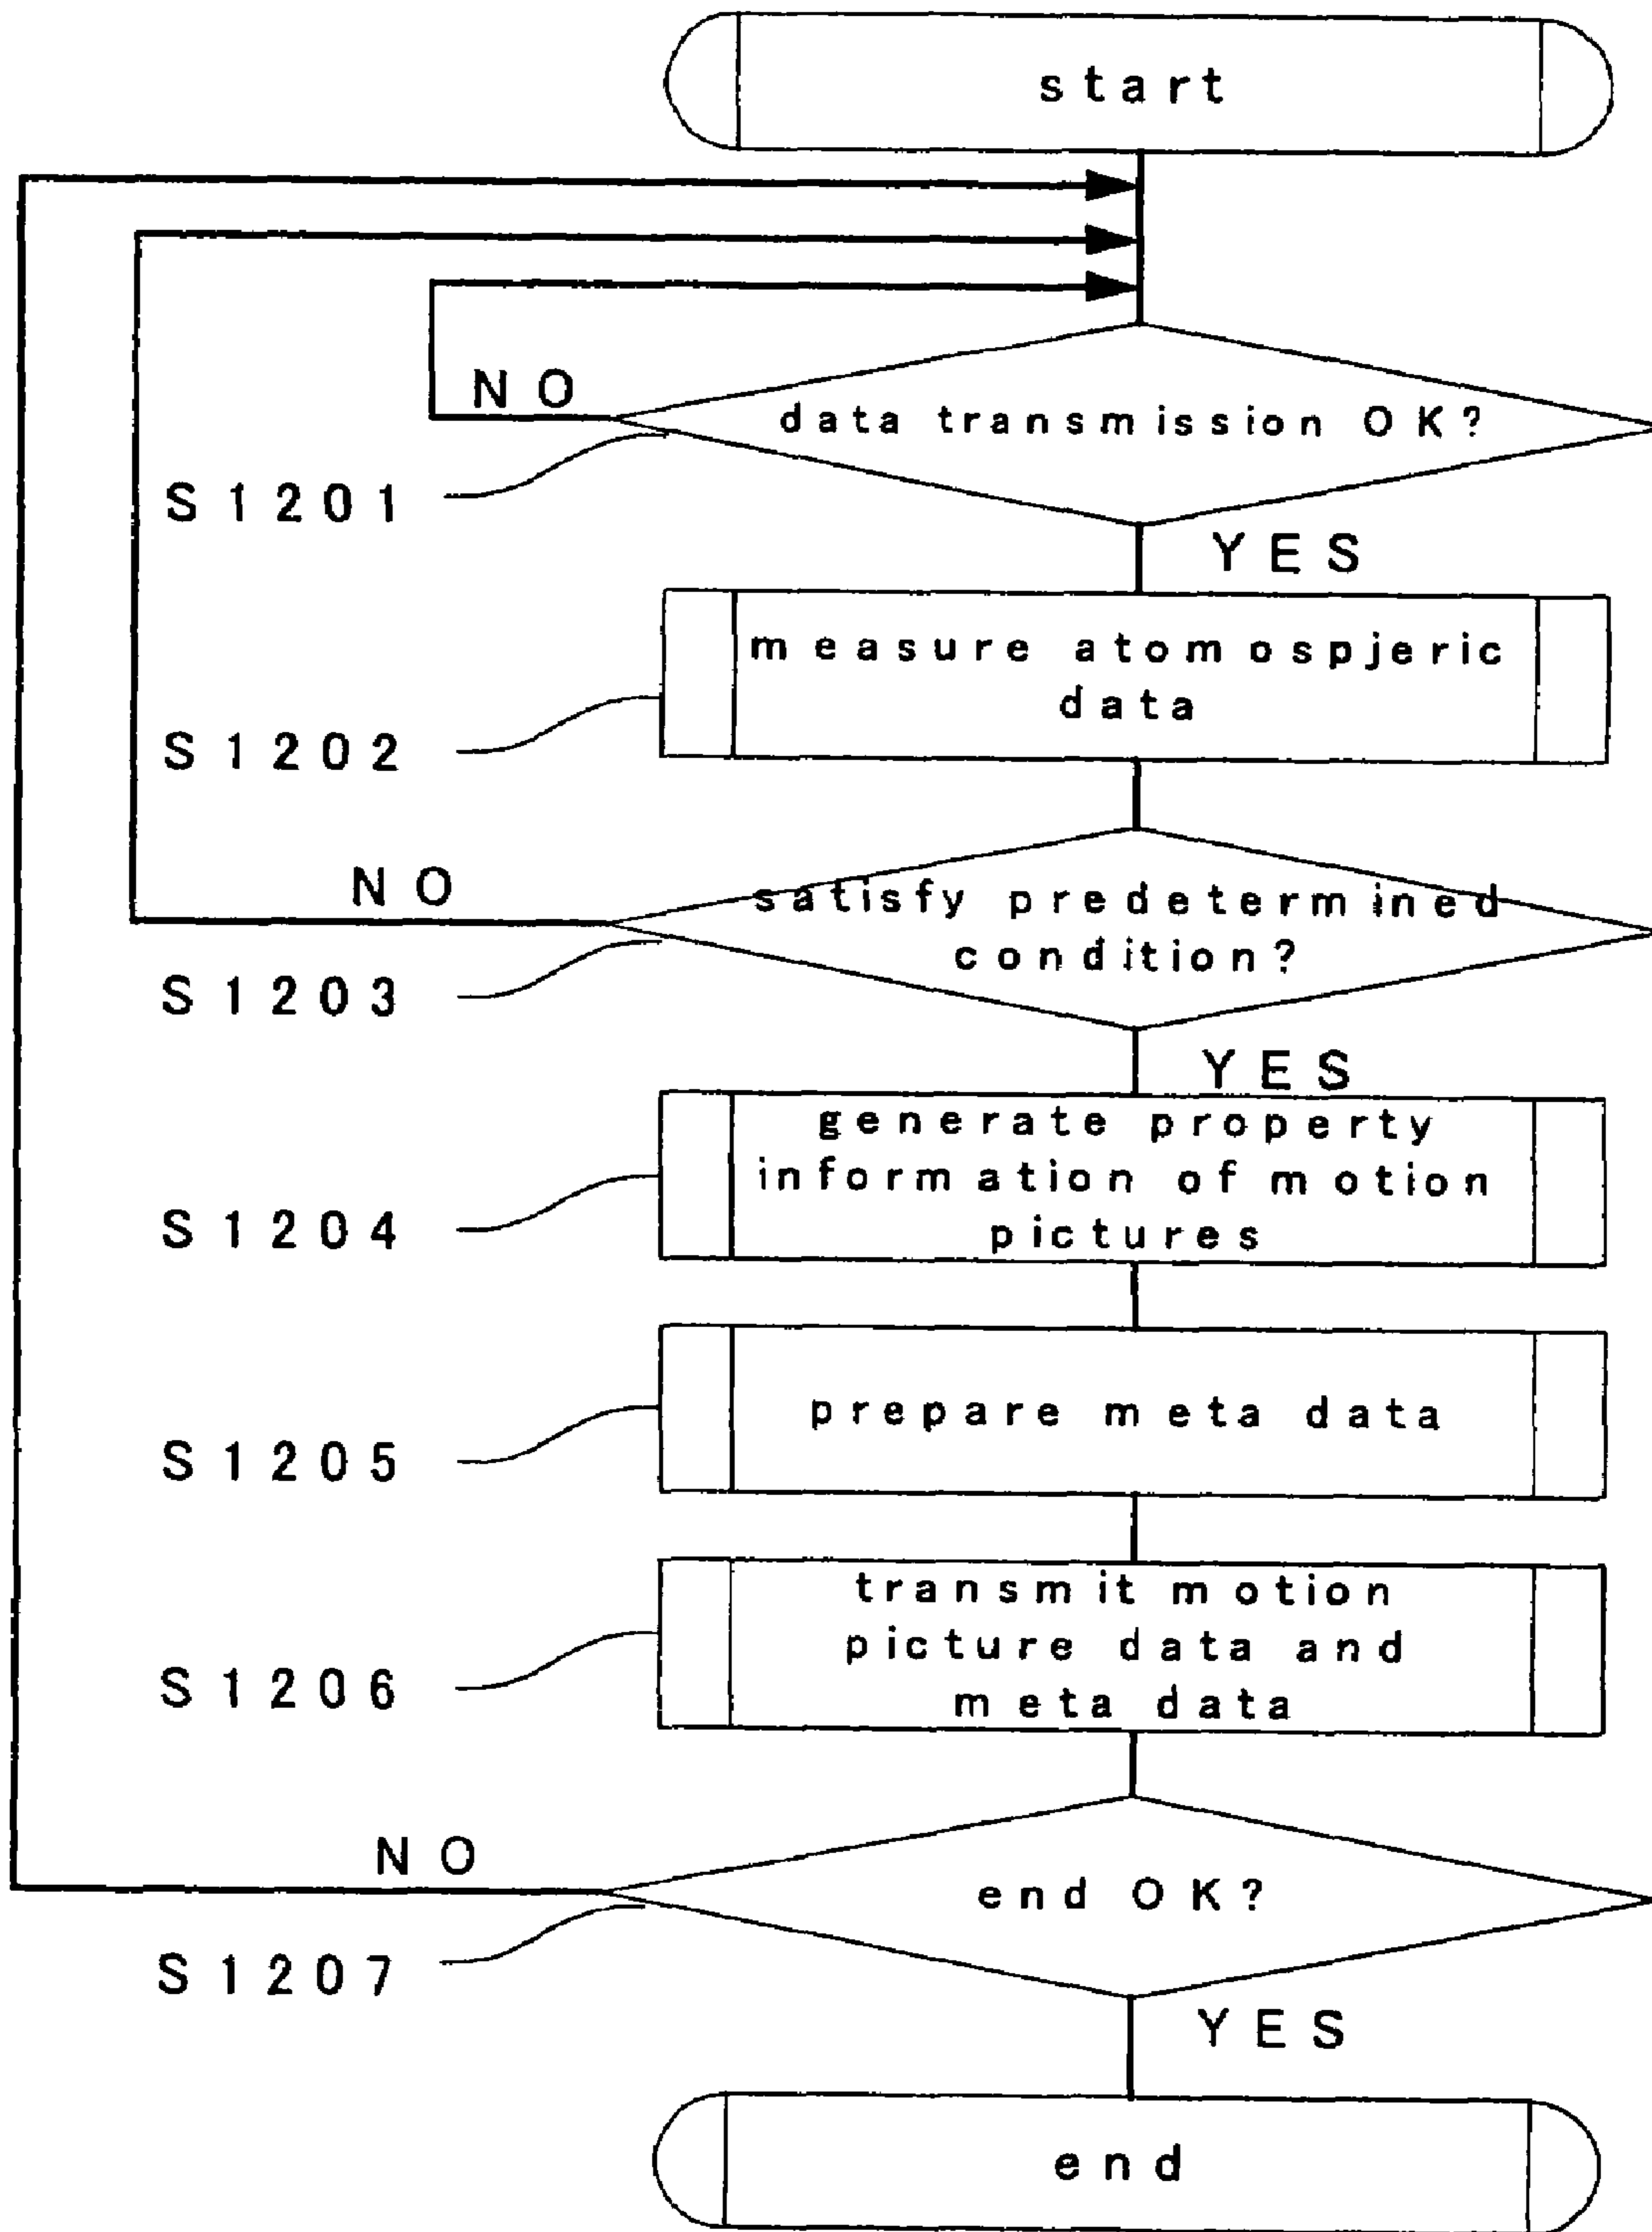 start
NO
data transmission OK?
S1201
YES
measure atomospjeric
data
S1202
NO
satisfy predetermined
condition?
S1203
YES
generate property
information of motion
pictures
S1204
prepare meta data
S1205
transmit motion
picture data and
meta data
S1206
NO
end OK?
S1207
YES
end